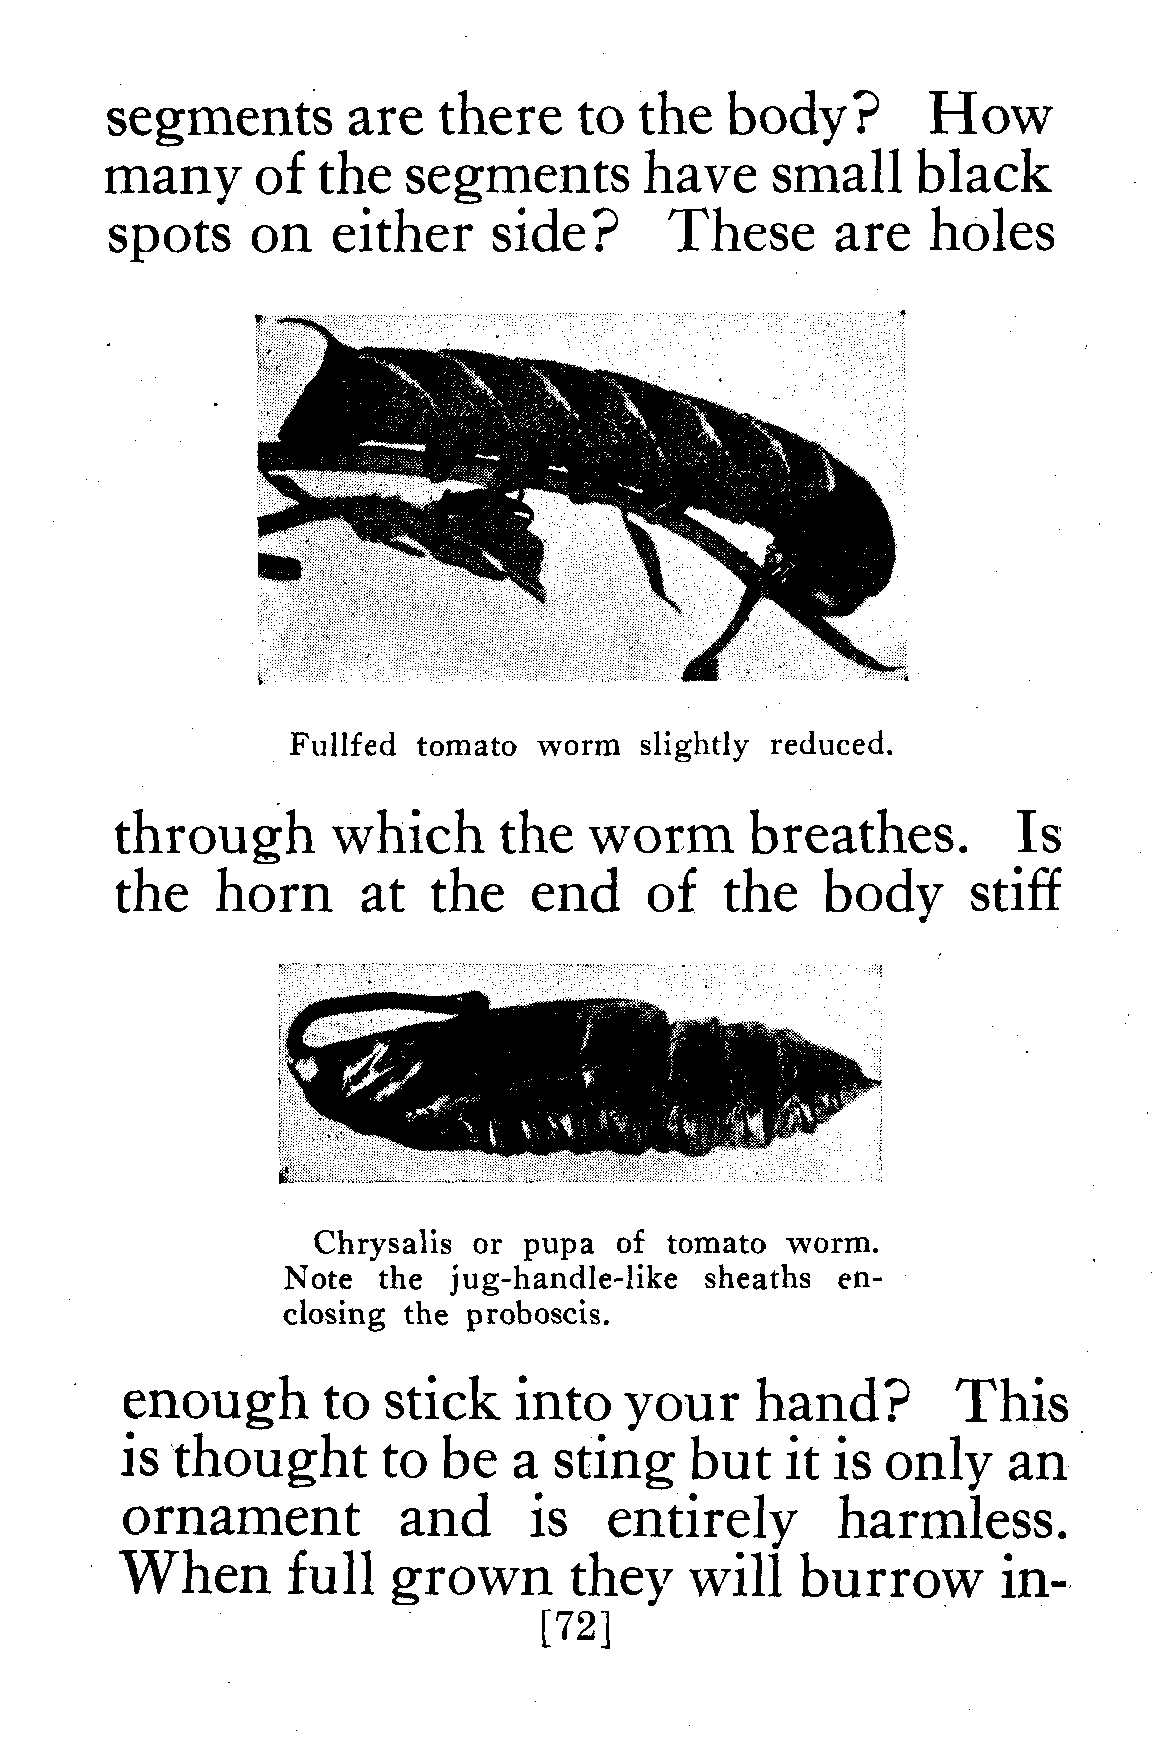 segments are there to the body? How
many of the segments have small black
spots on either side? These are holes
Fullfed tomato worm slightly reduced.
through which the worm breathes. Is
the horn at the end of the body stiff
Chrysalis or pupa of tomato worm.
Note the jug-handle-like sheaths en-
closing the proboscis.
enough to stick into your hand? This
is thought to be a sting but it is only an
ornament and is entirely harmless.
When full grown they will burrow in-
[72]